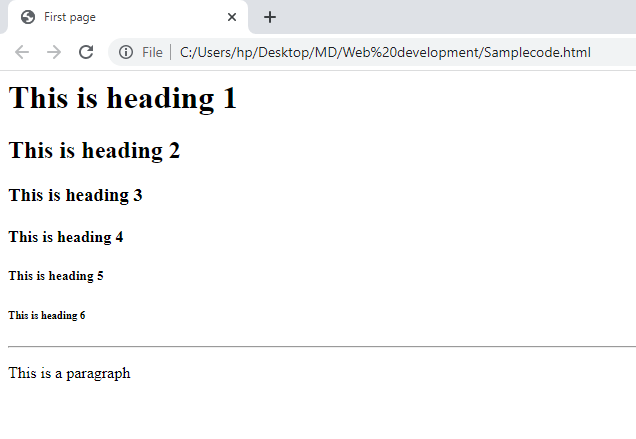 First page
File | C:/Users/hp/Desktop/MD/Web%20development/Samplecode.html
This is heading 1
This is heading 2
This is heading 3
This is heading 4
This is heading 5
This is heading 6
This is a paragraph